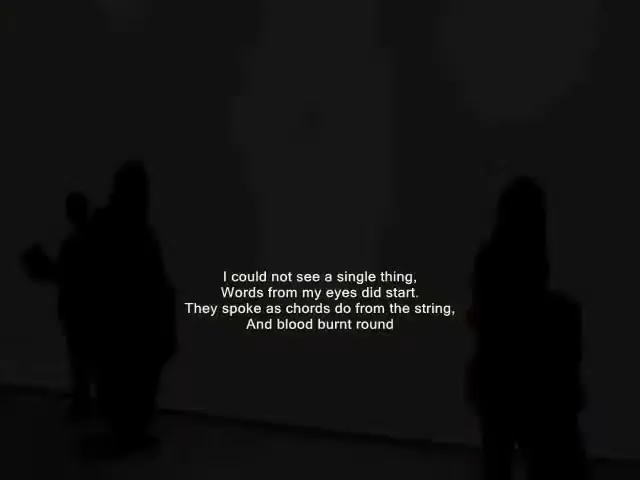 I could not see a single thing,
Words from my eyes did start.
They spoke as chords do from the string,
And blood burnt round